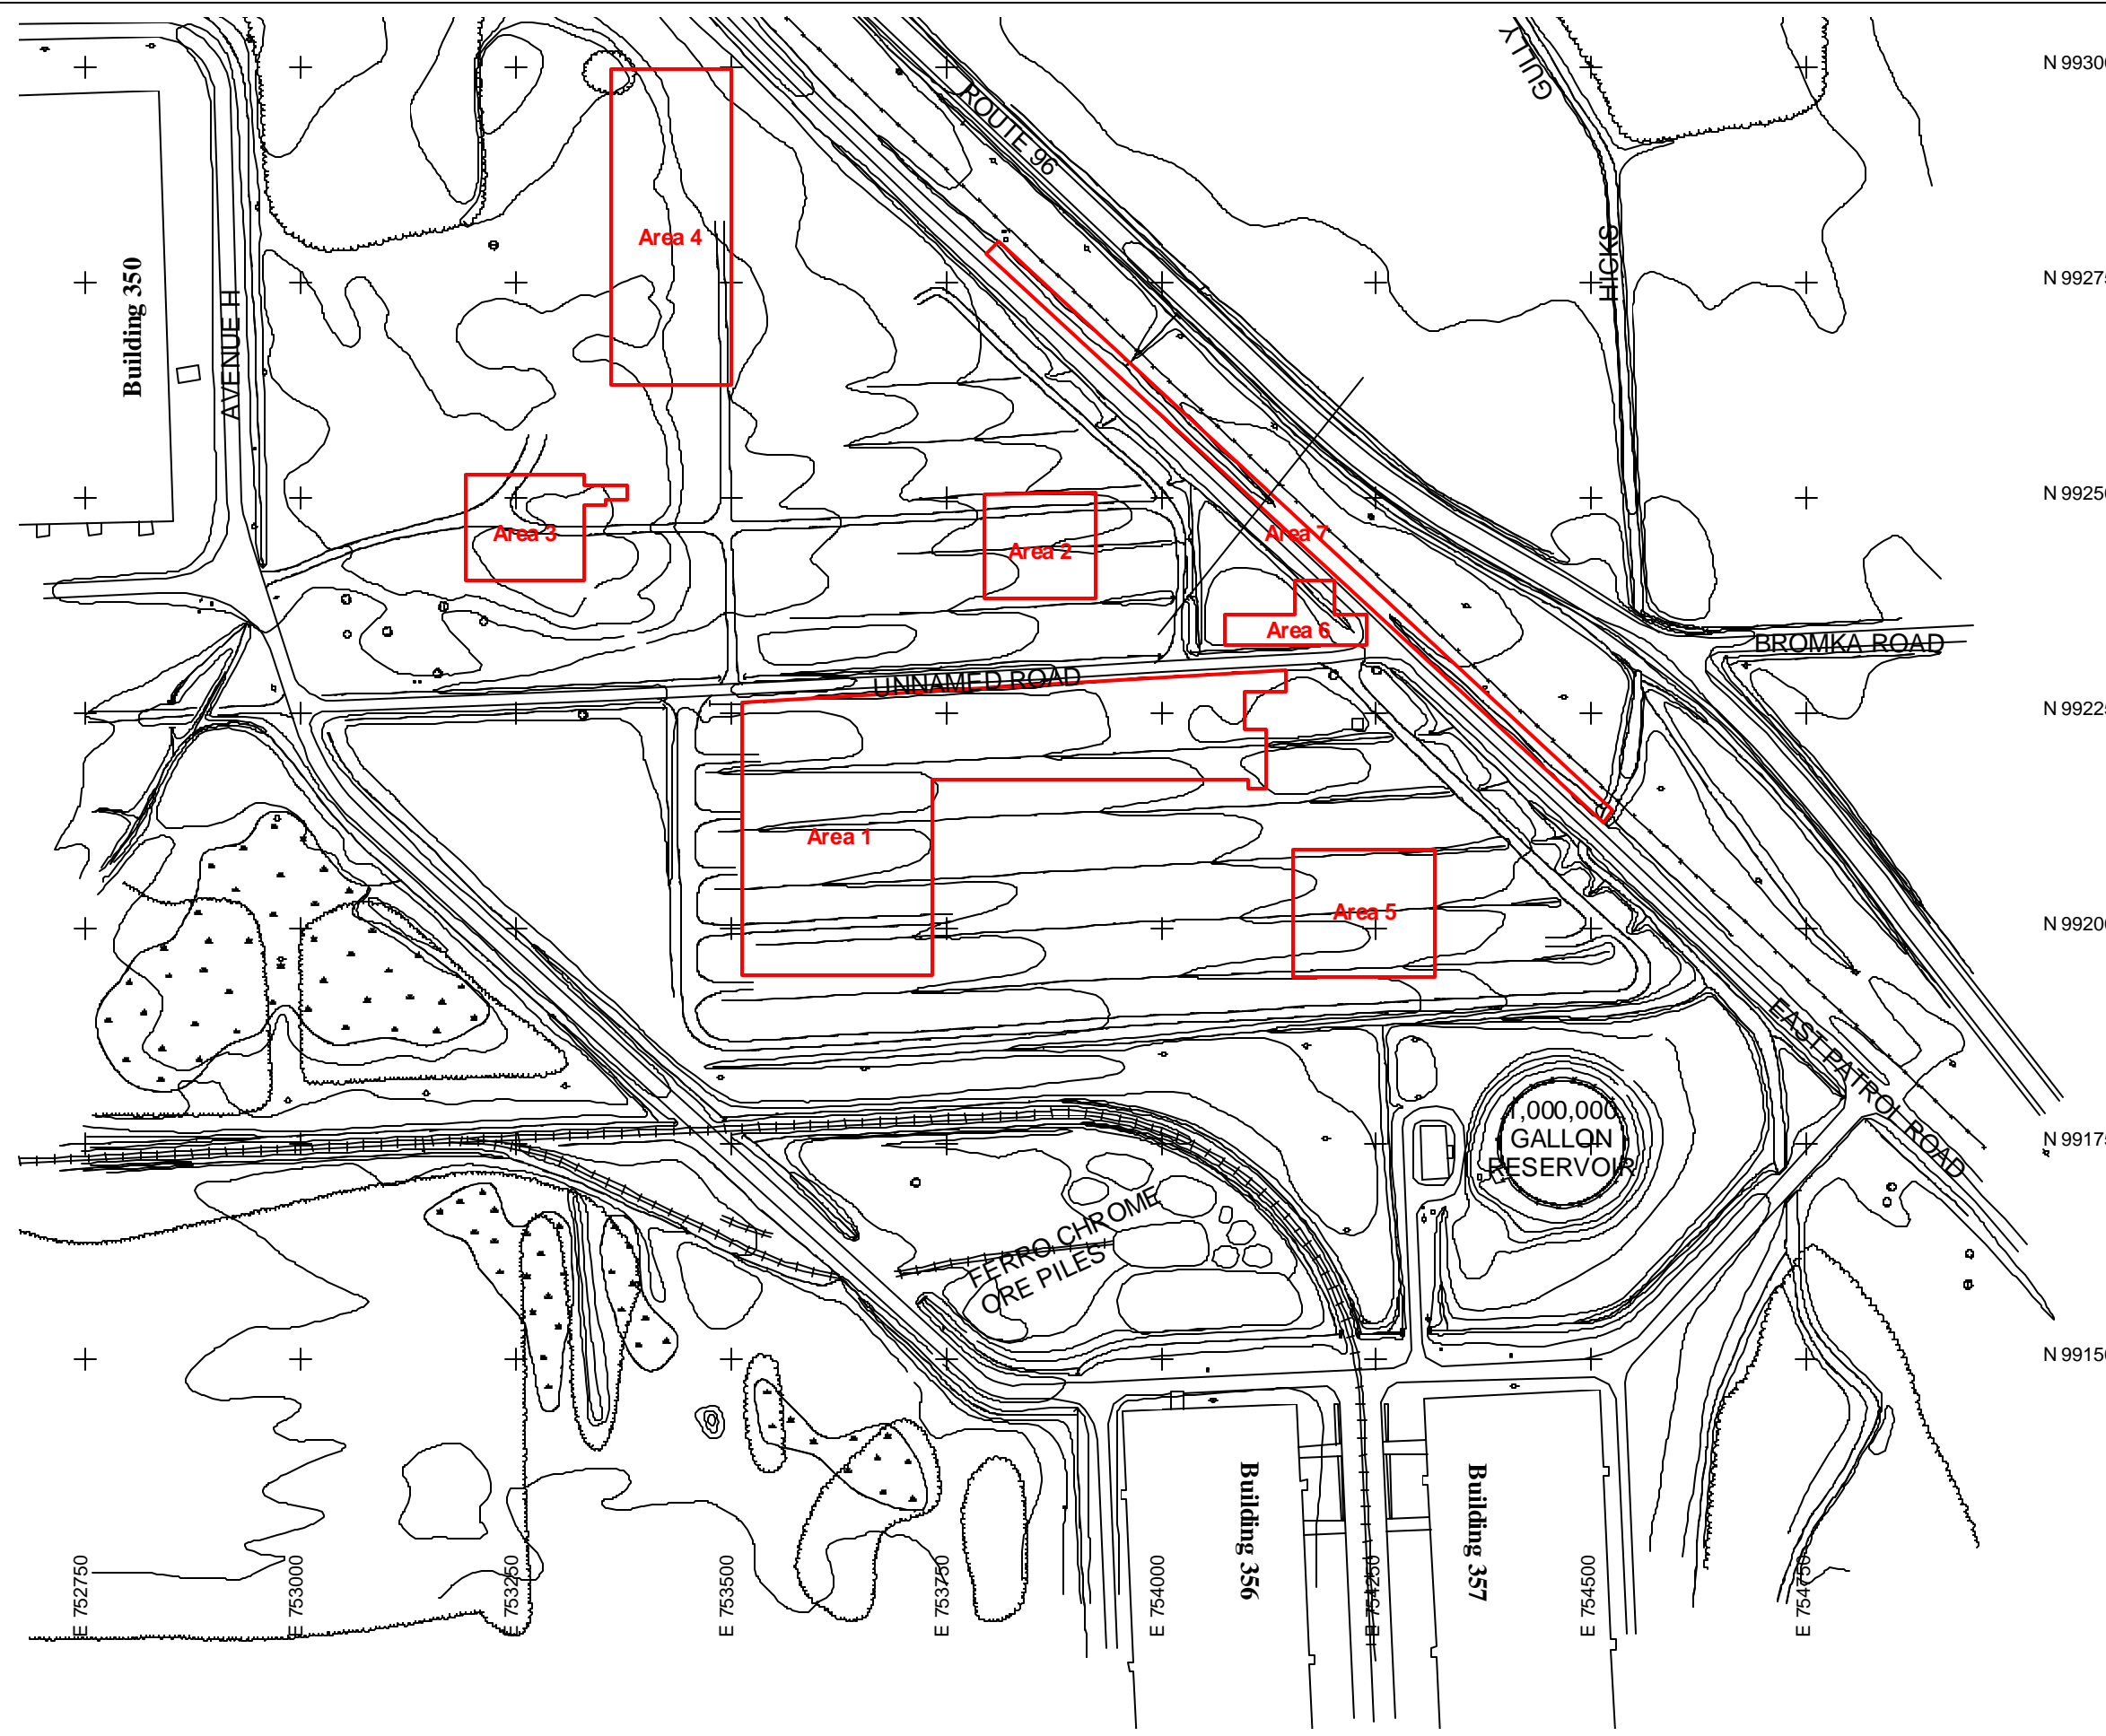 N 99300
GULLY
ROUTE 96
Area 4
HICKS
N 99275
Building 350
AVENUE H
N 99250
Area 3
Area 2
Area 7
Area 6
BROMKA ROAD
UNNAMED ROAD
N 99225
Area 1
Area 5
N 99200
EAST PATROL ROAD
1,000,000
GALLON
RESERVOIR
N 99175
FERRO CHROME
ORE PILES
N 99150
Building 356
Building 357
E 752750
E 753000
E 753250
E 753500
E 753750
E 754000
E 754250
E 754500
E 754750